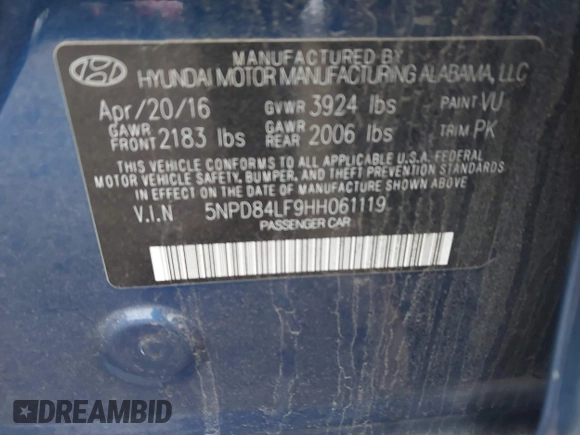 MANUFACTURED BY
HYUNDAI MOTOR MANUFACTURING ALABAMA, LLC
Apr/20/16 GVWR 3924 lbs PAINT VU
GAWR FRONT 2183 lbs GAWR REAR 2006 lbs TRIM PK
THIS VEHICLE CONFORMS TO ALL APPLICABLE U.S.A. FEDERAL
MOTOR VEHICLE SAFETY, BUMPER, AND THEFT PREVENTION STANDARDS
IN EFFECT ON THE DATE OF MANUFACTURE SHOWN ABOVE.
V.I.N 5NPD84LF9HH061119
PASSENGER CAR
DREAMBID